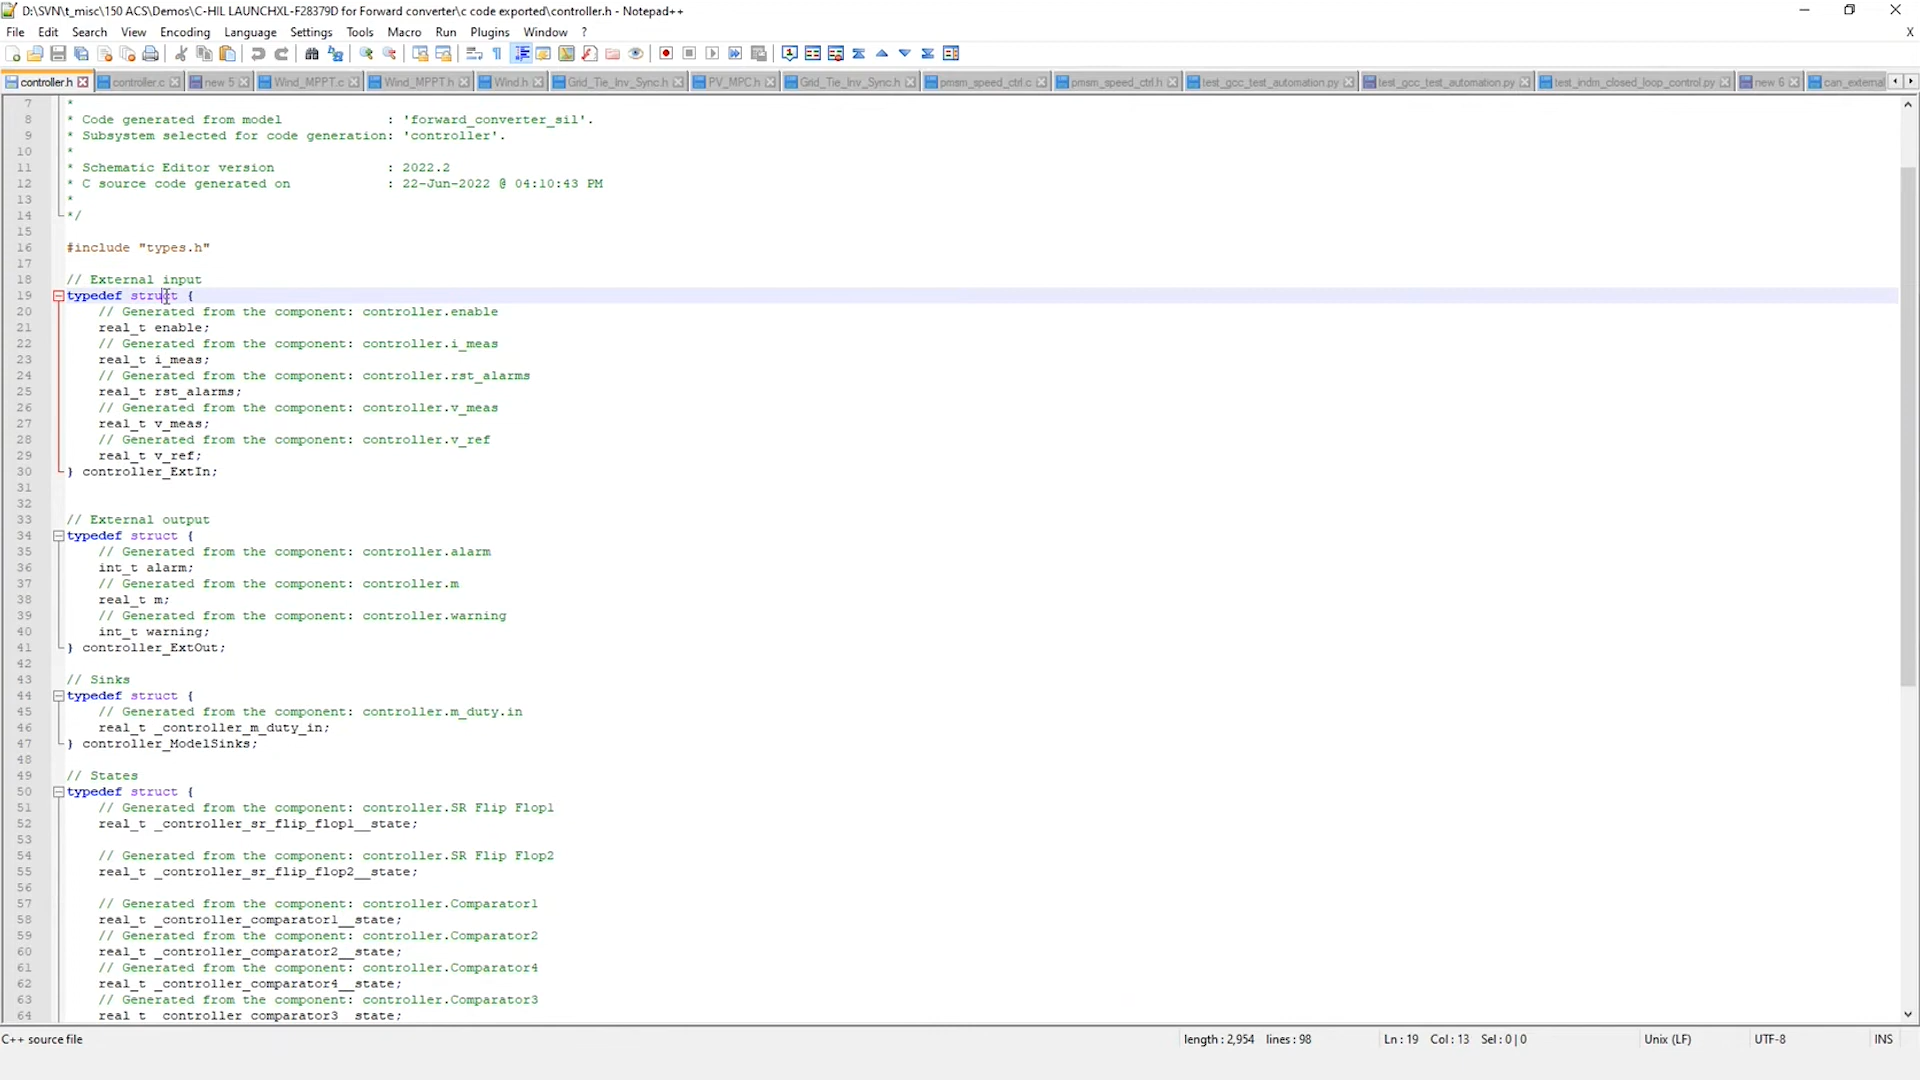 D:\SVN\t_misc\150 ACS\Demos\C-HIL LAUNCHXL-F28379D for Forward converter\c code exported\controller.h - Notepad++
File Edit Search View Encoding Language Settings Tools Macro Run Plugins Window ? X
controller.h controller.c new 5 Wind_MPPT.c Wind_MPPT.h Wind.h Grid_Tie_Inv_Sync.h PV_MPC.h Grid_Tie_Inv_Sync.h pmsm_speed_ctrl.c pmsm_speed_ctrl.h test_gcc_test_automation.py test_gcc_test_automation.py test_indm_closed_loop_control.py new 6 can_external
7 *
8 * Code generated from model : 'forward_converter_sil'.
9 * Subsystem selected for code generation: 'controller'.
10 *
11 * Schematic Editor version : 2022.2
12 * C source code generated on : 22-Jun-2022 @ 04:10:43 PM
13 *
14 */
15
16 #include "types.h"
17
18 // External input
19 typedef struct {
20 // Generated from the component: controller.enable
21 real_t enable;
22 // Generated from the component: controller.i_meas
23 real_t i_meas;
24 // Generated from the component: controller.rst_alarms
25 real_t rst_alarms;
26 // Generated from the component: controller.v_meas
27 real_t v_meas;
28 // Generated from the component: controller.v_ref
29 real_t v_ref;
30 } controller_ExtIn;
31
32
33 // External output
34 typedef struct {
35 // Generated from the component: controller.alarm
36 int_t alarm;
37 // Generated from the component: controller.m
38 real_t m;
39 // Generated from the component: controller.warning
40 int_t warning;
41 } controller_ExtOut;
42
43 // Sinks
44 typedef struct {
45 // Generated from the component: controller.m_duty.in
46 real_t _controller_m_duty_in;
47 } controller_ModelSinks;
48
49 // States
50 typedef struct {
51 // Generated from the component: controller.SR Flip Flop1
52 real_t _controller_sr_flip_flop1__state;
53
54 // Generated from the component: controller.SR Flip Flop2
55 real_t _controller_sr_flip_flop2__state;
56
57 // Generated from the component: controller.Comparator1
58 real_t _controller_comparator1__state;
59 // Generated from the component: controller.Comparator2
60 real_t _controller_comparator2__state;
61 // Generated from the component: controller.Comparator4
62 real_t _controller_comparator4__state;
63 // Generated from the component: controller.Comparator3
64 real_t _controller_comparator3__state;
C++ source file length : 2,954 lines : 98 Ln : 19 Col : 13 Sel : 0 | 0 Unix (LF) UTF-8 INS